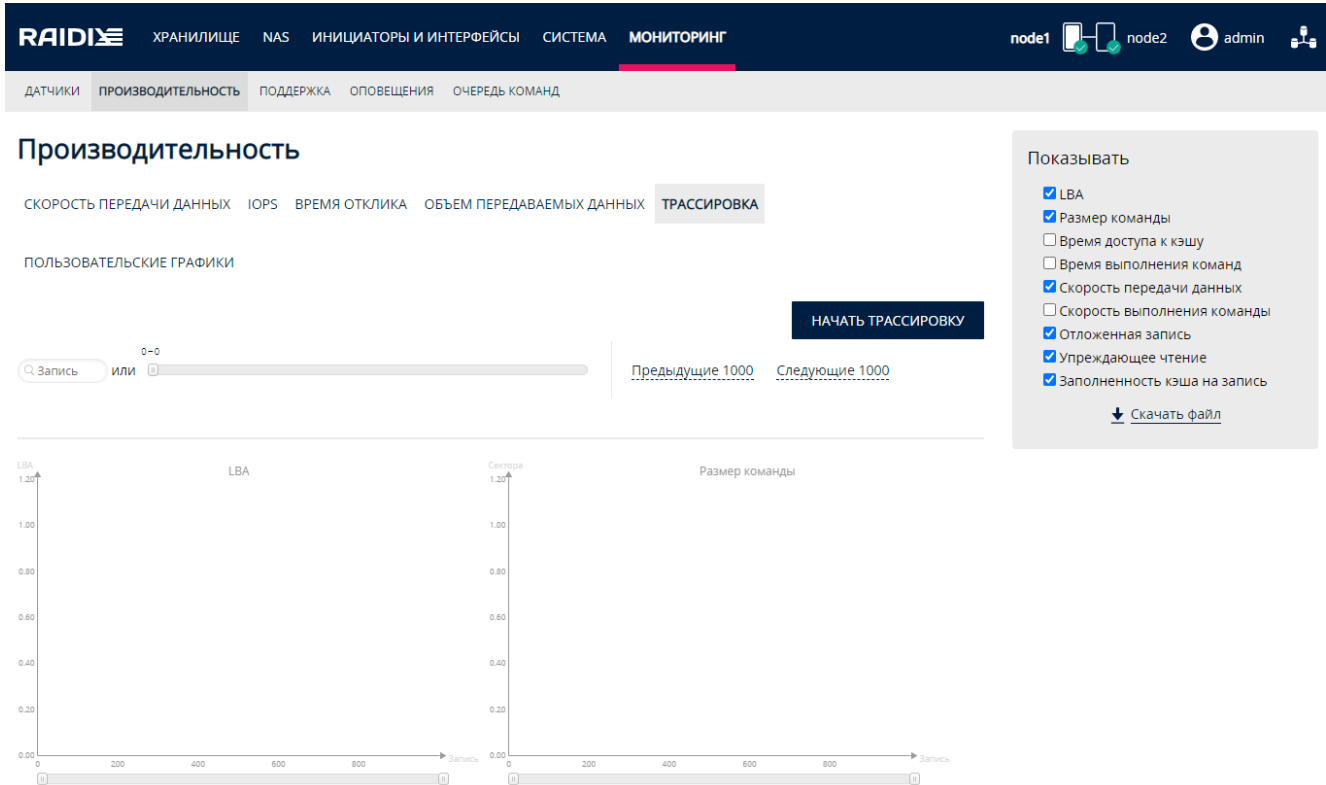 RAIDIX ХРАНИЛИЩЕ NAS ИНИЦИАТОРЫ И ИНТЕРФЕЙСЫ СИСТЕМА МОНИТОРИНГ node1 node2 admin
ДАТЧИКИ ПРОИЗВОДИТЕЛЬНОСТЬ ПОДДЕРЖКА ОПОВЕЩЕНИЯ ОЧЕРЕДЬ КОМАНД
Производительность
СКОРОСТЬ ПЕРЕДАЧИ ДАННЫХ IOPS ВРЕМЯ ОТКЛИКА ОБЪЕМ ПЕРЕДАВАЕМЫХ ДАННЫХ ТРАССИРОВКА
ПОЛЬЗОВАТЕЛЬСКИЕ ГРАФИКИ
НАЧАТЬ ТРАССИРОВКУ
0-0
Запись или
Предыдущие 1000 Следующие 1000
Показывать
LBA
Размер команды
Время доступа к кэшу
Время выполнения команд
Скорость передачи данных
Скорость выполнения команды
Отложенная запись
Упреждающее чтение
Заполненность кэша на запись
Скачать файл
LBA
LBA
1.20
1.00
0.80
0.60
0.40
0.20
0.00
0 200 400 600 800 Запись
Сектора
Размер команды
1.20
1.00
0.80
0.60
0.40
0.20
0.00
0 200 400 600 800 Запись